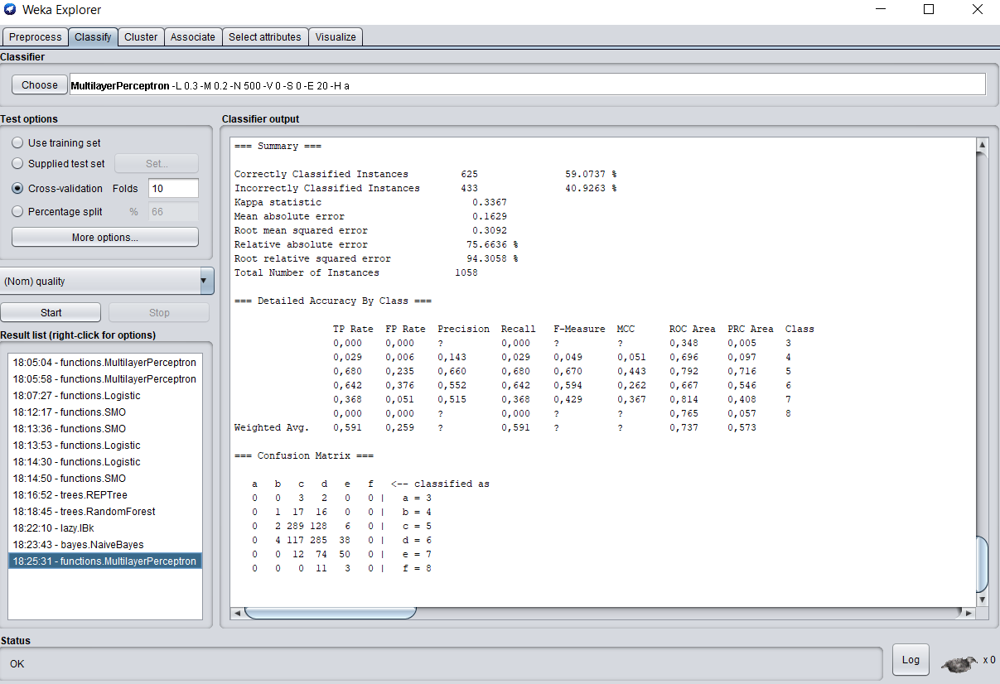 Weka Explorer
Preprocess Classify Cluster Associate Select attributes Visualize
Classifier
Choose MultilayerPerceptron -L 0.3 -M 0.2 -N 500 -V 0 -S 0 -E 20 -H a
Test options
Use training set
Supplied test set Set...
Cross-validation Folds 10
Percentage split % 66
More options...
(Nom) quality
Start Stop
Result list (right-click for options)
18:05:04 - functions.MultilayerPerceptron
18:05:58 - functions.MultilayerPerceptron
18:07:27 - functions.Logistic
18:12:17 - functions.SMO
18:13:36 - functions.SMO
18:13:53 - functions.Logistic
18:14:30 - functions.Logistic
18:14:50 - functions.SMO
18:16:52 - trees.REPTree
18:18:45 - trees.RandomForest
18:22:10 - lazy.IBk
18:23:43 - bayes.NaiveBayes
18:25:31 - functions.MultilayerPerceptron
Classifier output
=== Summary ===
Correctly Classified Instances 625 59.0737 %
Incorrectly Classified Instances 433 40.9263 %
Kappa statistic 0.3367
Mean absolute error 0.1629
Root mean squared error 0.3092
Relative absolute error 75.6636 %
Root relative squared error 94.3058 %
Total Number of Instances 1058
=== Detailed Accuracy By Class ===
TP Rate FP Rate Precision Recall F-Measure MCC ROC Area PRC Area Class
0,000 0,000 ? 0,000 ? ? 0,348 0,005 3
0,029 0,006 0,143 0,029 0,049 0,051 0,696 0,097 4
0,680 0,235 0,660 0,680 0,670 0,443 0,792 0,716 5
0,642 0,376 0,552 0,642 0,594 0,262 0,667 0,546 6
0,368 0,051 0,515 0,368 0,429 0,367 0,814 0,408 7
0,000 0,000 ? 0,000 ? ? 0,765 0,057 8
Weighted Avg. 0,591 0,259 ? 0,591 ? ? 0,737 0,573
=== Confusion Matrix ===
a b c d e f <-- classified as
0 0 3 2 0 0 | a = 3
0 1 17 16 0 0 | b = 4
0 2 289 128 6 0 | c = 5
0 4 117 285 38 0 | d = 6
0 0 12 74 50 0 | e = 7
0 0 0 11 3 0 | f = 8
Status
OK
Log x 0